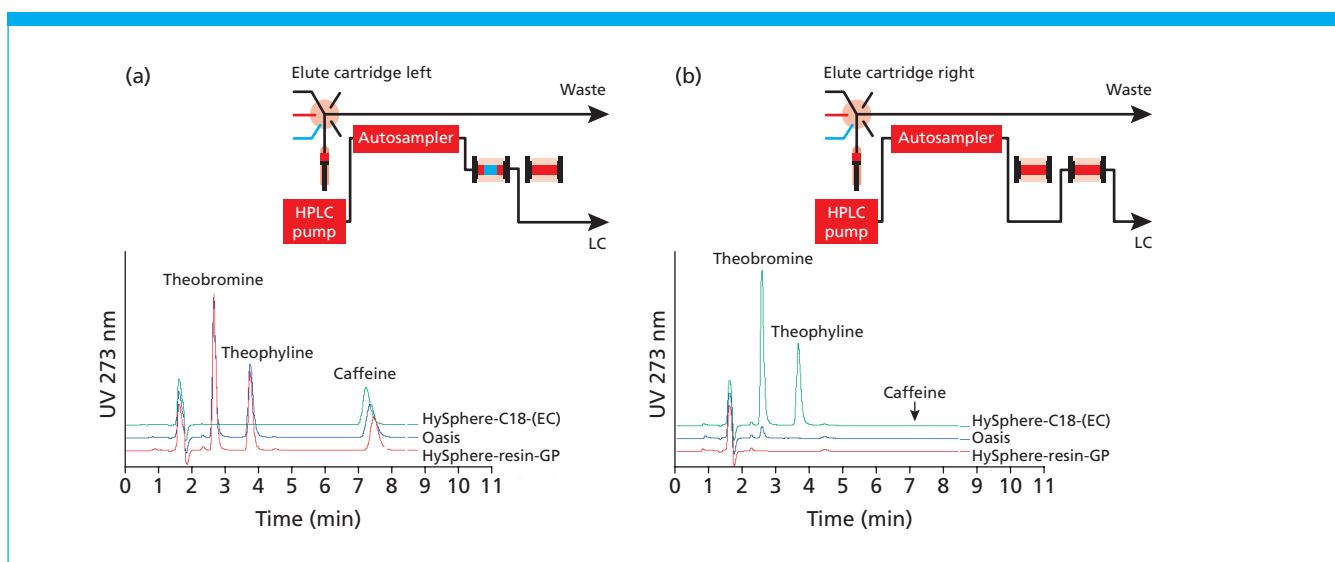 (a)
Elute cartridge left
Waste
Autosampler
HPLC
pump
LC
Theobromine
Theophyline
Caffeine
UV 273 nm
HySphere-C18-(EC)
Oasis
HySphere-resin-GP
0 1 2 3 4 5 6 7 8 9 10 11
Time (min)
(b)
Elute cartridge right
Waste
Autosampler
HPLC
pump
LC
Theobromine
Theophyline
Caffeine
UV 273 nm
HySphere-C18-(EC)
Oasis
HySphere-resin-GP
0 1 2 3 4 5 6 7 8 9 10 11
Time (min)